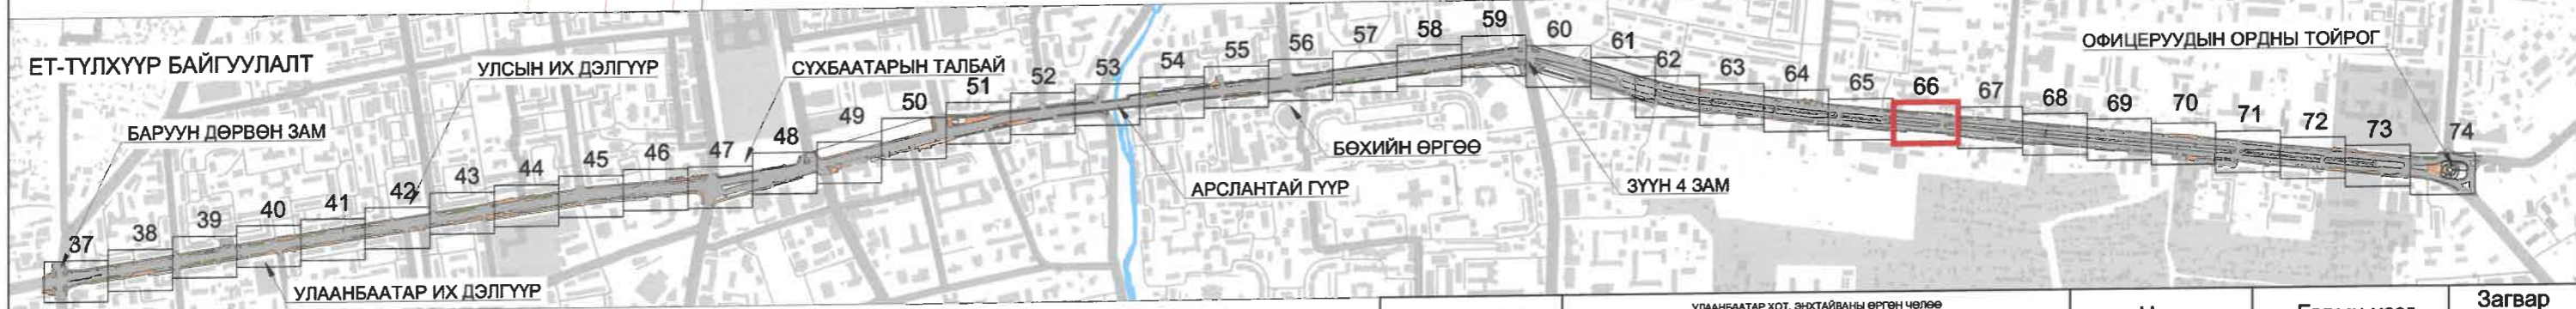 ЕТ-ТҮЛХҮҮР БАЙГУУЛАЛТ
БАРУУН ДӨРВӨН ЗАМ
УЛСЫН ИХ ДЭЛГҮҮР
СҮХБААТАРЫН ТАЛБАЙ
ОФИЦЕРУУДЫН ОРДНЫ ТОЙРОГ
37 38 39 40 41 42 43 44 45 46 47 48 49 50 51 52 53 54 55 56 57 58 59 60 61 62 63 64 65 66 67 68 69 70 71 72 73 74
БӨХИЙН ӨРГӨӨ
АРСЛАНТАЙ ГҮҮР
ЗҮҮН 4 ЗАМ
УЛААНБААТАР ИХ ДЭЛГҮҮР
УЛААНБААТАР ХОТ, ЭНХТАЙВАНЫ ӨРГӨН ЧӨЛӨӨ
Загвар